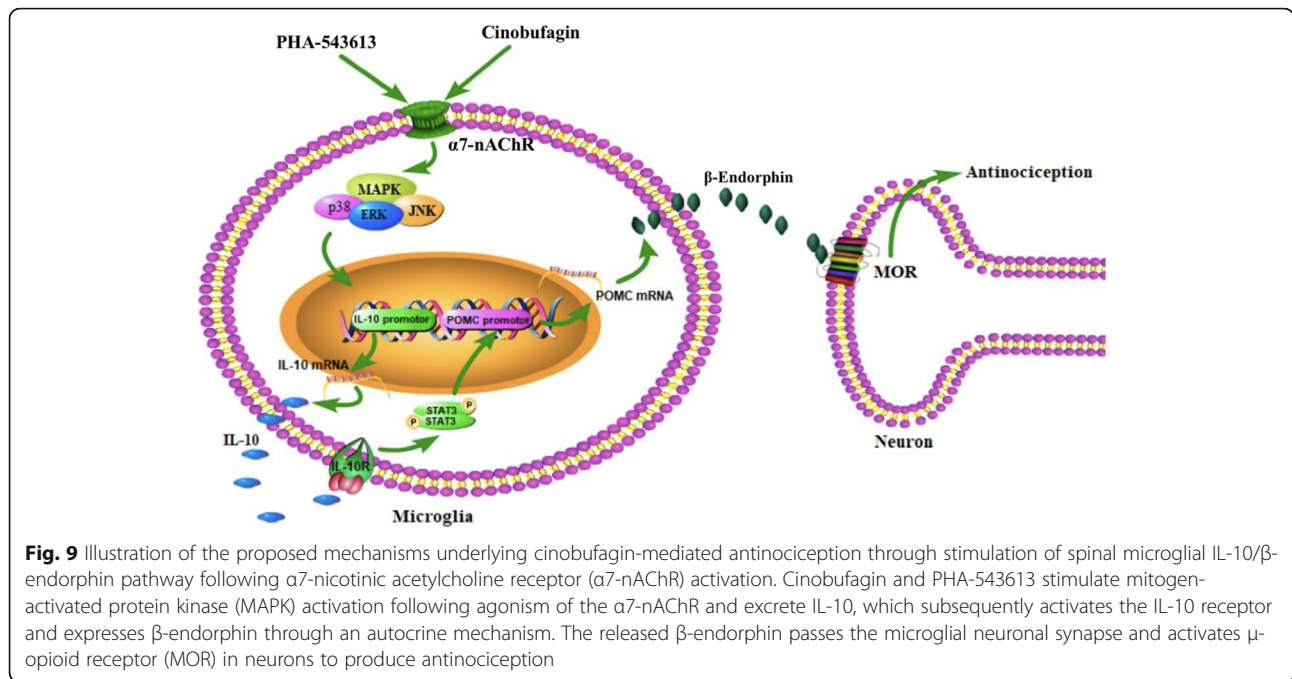 PHA-543613
Cinobufagin
α7-nAChR
MAPK
p38
ERK
JNK
β-Endorphin
Antinociception
MOR
POMC mRNA
IL-10 promotor
POMC promotor
IL-10 mRNA
STAT3
P
P
STAT3
IL-10
IL-10R
Microglia
Neuron
Fig. 9 Illustration of the proposed mechanisms underlying cinobufagin-mediated antinociception through stimulation of spinal microglial IL-10/β-
endorphin pathway following α7-nicotinic acetylcholine receptor (α7-nAChR) activation. Cinobufagin and PHA-543613 stimulate mitogen-
activated protein kinase (MAPK) activation following agonism of the α7-nAChR and excrete IL-10, which subsequently activates the IL-10 receptor
and expresses β-endorphin through an autocrine mechanism. The released β-endorphin passes the microglial neuronal synapse and activates μ-
opioid receptor (MOR) in neurons to produce antinociception